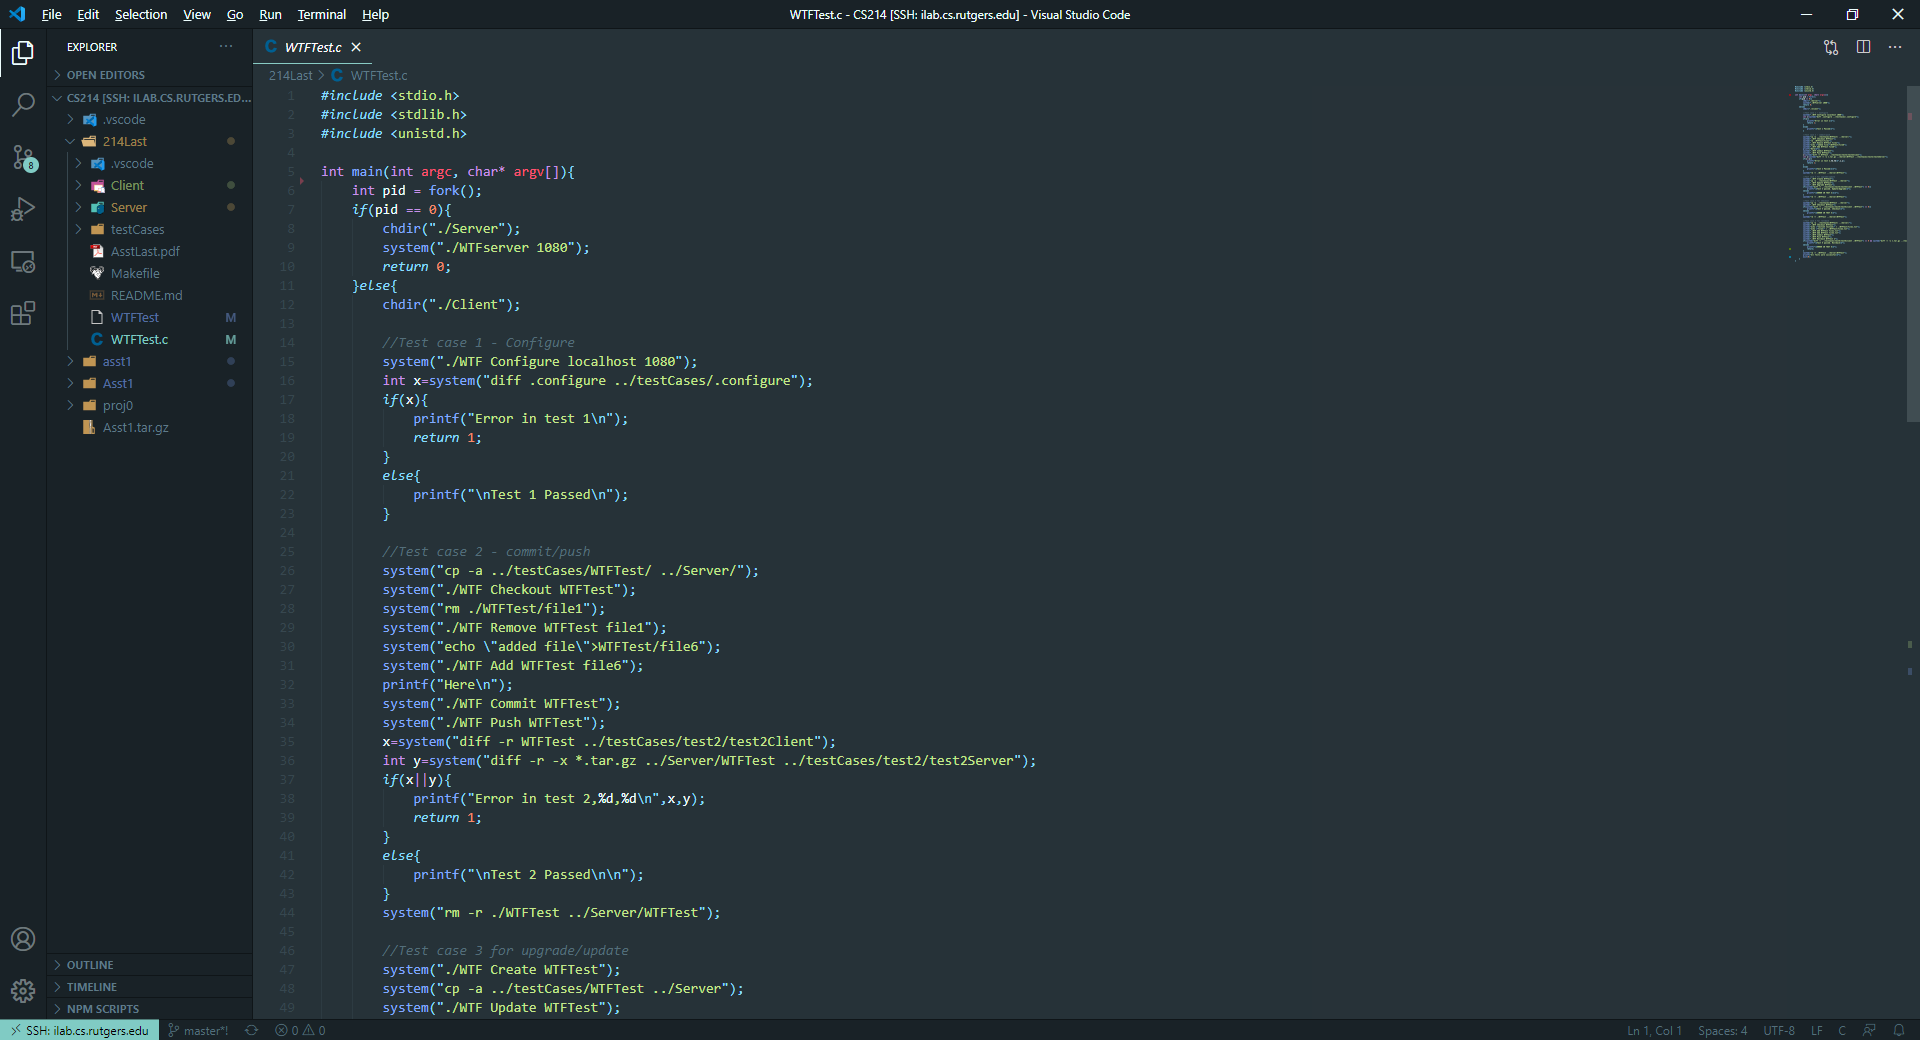 File Edit Selection View Go Run Terminal Help
WTFTest.c - CS214 [SSH: ilab.cs.rutgers.edu] - Visual Studio Code
EXPLORER
OPEN EDITORS
CS214 [SSH: ILAB.CS.RUTGERS.ED...
.vscode
214Last
.vscode
Client
Server
testCases
AsstLast.pdf
Makefile
README.md
WTFTest M
WTFTest.c M
asst1
Asst1
proj0
Asst1.tar.gz
OUTLINE
TIMELINE
NPM SCRIPTS
8
WTFTest.c
214Last > C WTFTest.c
1 #include <stdio.h>
2 #include <stdlib.h>
3 #include <unistd.h>
4
5 int main(int argc, char* argv[]){
6 int pid = fork();
7 if(pid == 0){
8 chdir("./Server");
9 system("./WTFserver 1080");
10 return 0;
11 }else{
12 chdir("./Client");
13
14 //Test case 1 - Configure
15 system("./WTF Configure localhost 1080");
16 int x=system("diff .configure ../testCases/.configure");
17 if(x){
18 printf("Error in test 1\n");
19 return 1;
20 }
21 else{
22 printf("\nTest 1 Passed\n");
23 }
24
25 //Test case 2 - commit/push
26 system("cp -a ../testCases/WTFTest/ ../Server/");
27 system("./WTF Checkout WTFTest");
28 system("rm ./WTFTest/file1");
29 system("./WTF Remove WTFTest file1");
30 system("echo \"added file\">WTFTest/file6");
31 system("./WTF Add WTFTest file6");
32 printf("Here\n");
33 system("./WTF Commit WTFTest");
34 system("./WTF Push WTFTest");
35 x=system("diff -r WTFTest ../testCases/test2/test2Client");
36 int y=system("diff -r -x *.tar.gz ../Server/WTFTest ../testCases/test2/test2Server");
37 if(x||y){
38 printf("Error in test 2,%d,%d\n",x,y);
39 return 1;
40 }
41 else{
42 printf("\nTest 2 Passed\n\n");
43 }
44 system("rm -r ./WTFTest ../Server/WTFTest");
45
46 //Test case 3 for upgrade/update
47 system("./WTF Create WTFTest");
48 system("cp -a ../testCases/WTFTest ../Server");
49 system("./WTF Update WTFTest");
SSH: ilab.cs.rutgers.edu master*! 0 0
Ln 1, Col 1 Spaces: 4 UTF-8 LF C